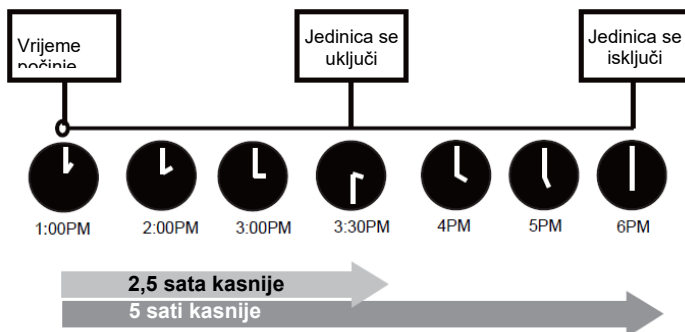 Vrijeme
počinje
Jedinica se
uključi
Jedinica se
isključi
1:00PM
2:00PM
3:00PM
3:30PM
4PM
5PM
6PM
2,5 sata kasnije
5 sati kasnije